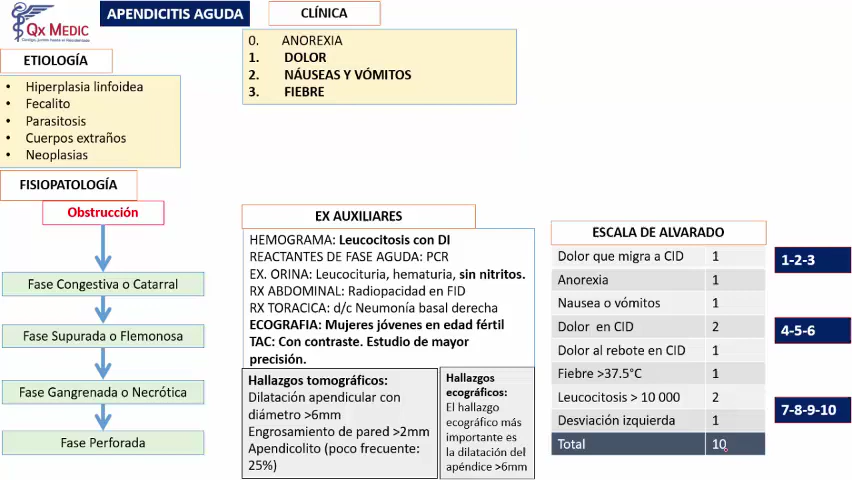 Qx MEDIC
APENDICITIS AGUDA
CLÍNICA
0. ANOREXIA
1. DOLOR
2. NÁUSEAS Y VÓMITOS
3. FIEBRE
ETIOLOGÍA
• Hiperplasia linfoidea
• Fecalito
• Parasitosis
• Cuerpos extraños
• Neoplasias
FISIOPATOLOGÍA
Obstrucción
Fase Congestiva o Catarral
Fase Supurada o Flemonosa
Fase Gangrenada o Necrótica
Fase Perforada
EX AUXILIARES
HEMOGRAMA: Leucocitosis con DI
REACTANTES DE FASE AGUDA: PCR
EX. ORINA: Leucocituria, hematuria, sin nitritos.
RX ABDOMINAL: Radiopacidad en FID
RX TORACICA: d/c Neumonía basal derecha
ECOGRAFIA: Mujeres jóvenes en edad fértil
TAC: Con contraste. Estudio de mayor
precisión.
Hallazgos tomográficos:
Dilatación apendicular con
diámetro >6mm
Engrosamiento de pared >2mm
Apendicolito (poco frecuente:
25%)
Hallazgos
ecográficos:
El hallazgo
ecográfico más
importante es
la dilatación del
apéndice >6mm
ESCALA DE ALVARADO
Dolor que migra a CID 1
Anorexia 1
Nausea o vómitos 1
Dolor en CID 2
Dolor al rebote en CID 1
Fiebre >37.5°C 1
Leucocitosis > 10 000 2
Desviación izquierda 1
Total 10
1-2-3
4-5-6
7-8-9-10